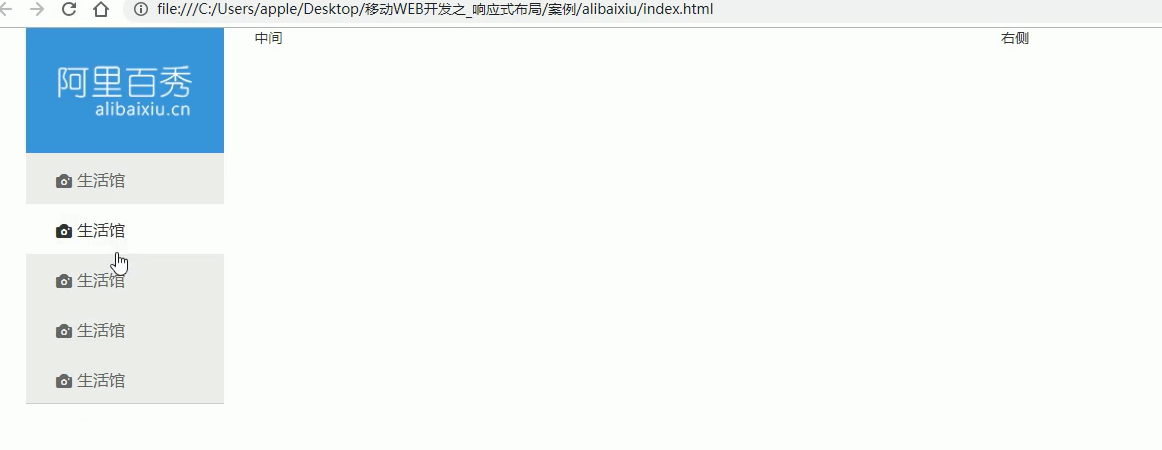 file:///C:/Users/apple/Desktop/移动WEB开发之_响应式布局/案例/alibaixiu/index.html
阿里百秀
alibaixiu.cn
生活馆
生活馆
生活馆
生活馆
生活馆
中间
右侧